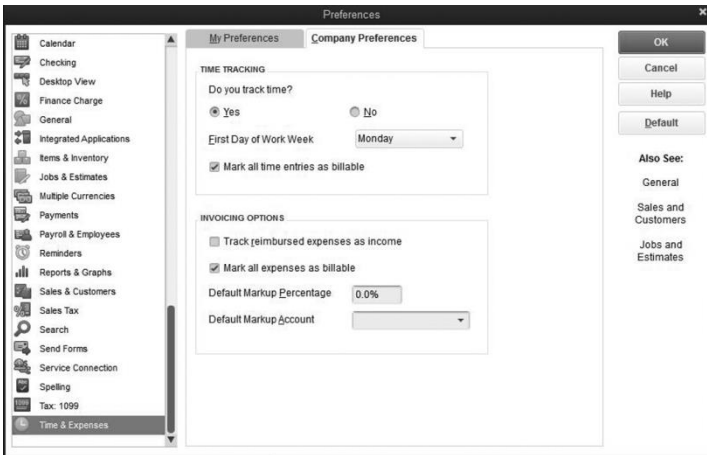 Preferences
Calendar
Checking
Desktop View
Finance Charge
General
Integrated Applications
Items & Inventory
Jobs & Estimates
Multiple Currencies
Payments
Payroll & Employees
Reminders
Reports & Graphs
Sales & Customers
Sales Tax
Search
Send Forms
Service Connection
Spelling
Tax: 1099
Time & Expenses
My Preferences
Company Preferences
TIME TRACKING
Do you track time?
Yes No
First Day of Work Week Monday
Mark all time entries as billable
INVOICING OPTIONS
Track reimbursed expenses as income
Mark all expenses as billable
Default Markup Percentage 0.0%
Default Markup Account
OK
Cancel
Help
Default
Also See:
General
Sales and
Customers
Jobs and
Estimates